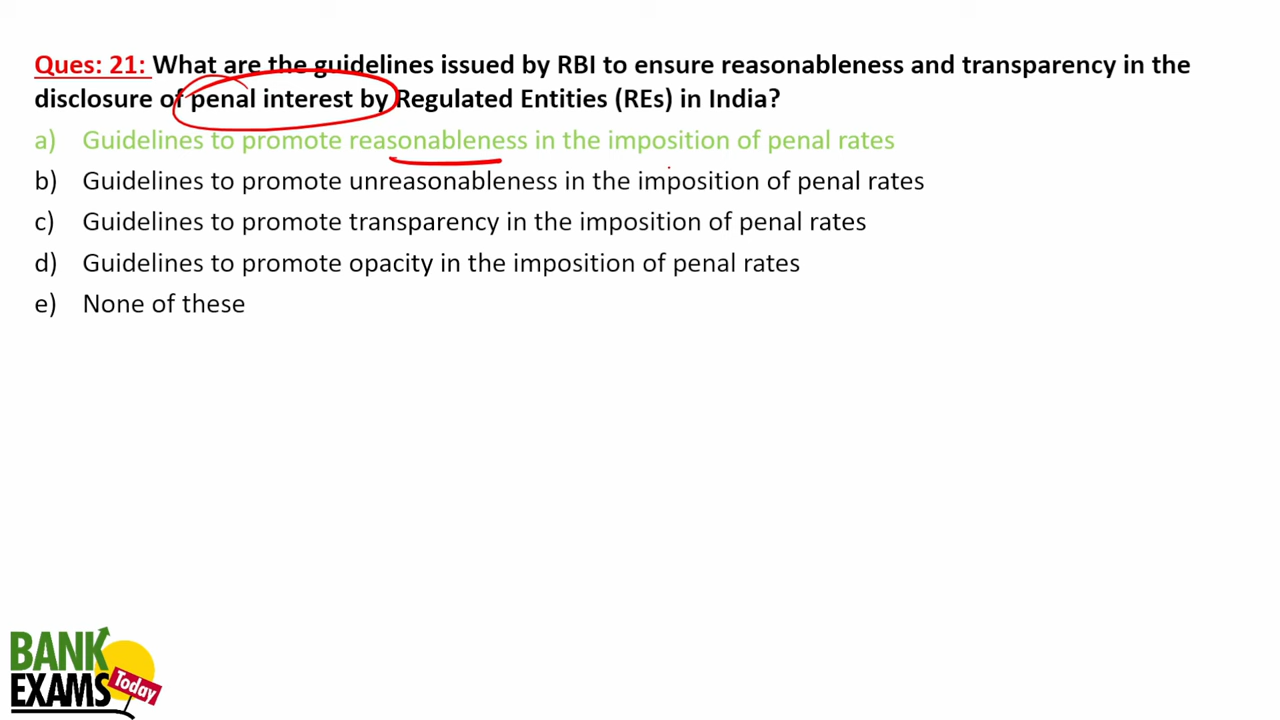 Ques: 21: What are the guidelines issued by RBI to ensure reasonableness and transparency in the
disclosure of penal interest by Regulated Entities (REs) in India?
a) Guidelines to promote reasonableness in the imposition of penal rates
b) Guidelines to promote unreasonableness in the imposition of penal rates
c) Guidelines to promote transparency in the imposition of penal rates
d) Guidelines to promote opacity in the imposition of penal rates
e) None of these
BANK
EXAMS
Today